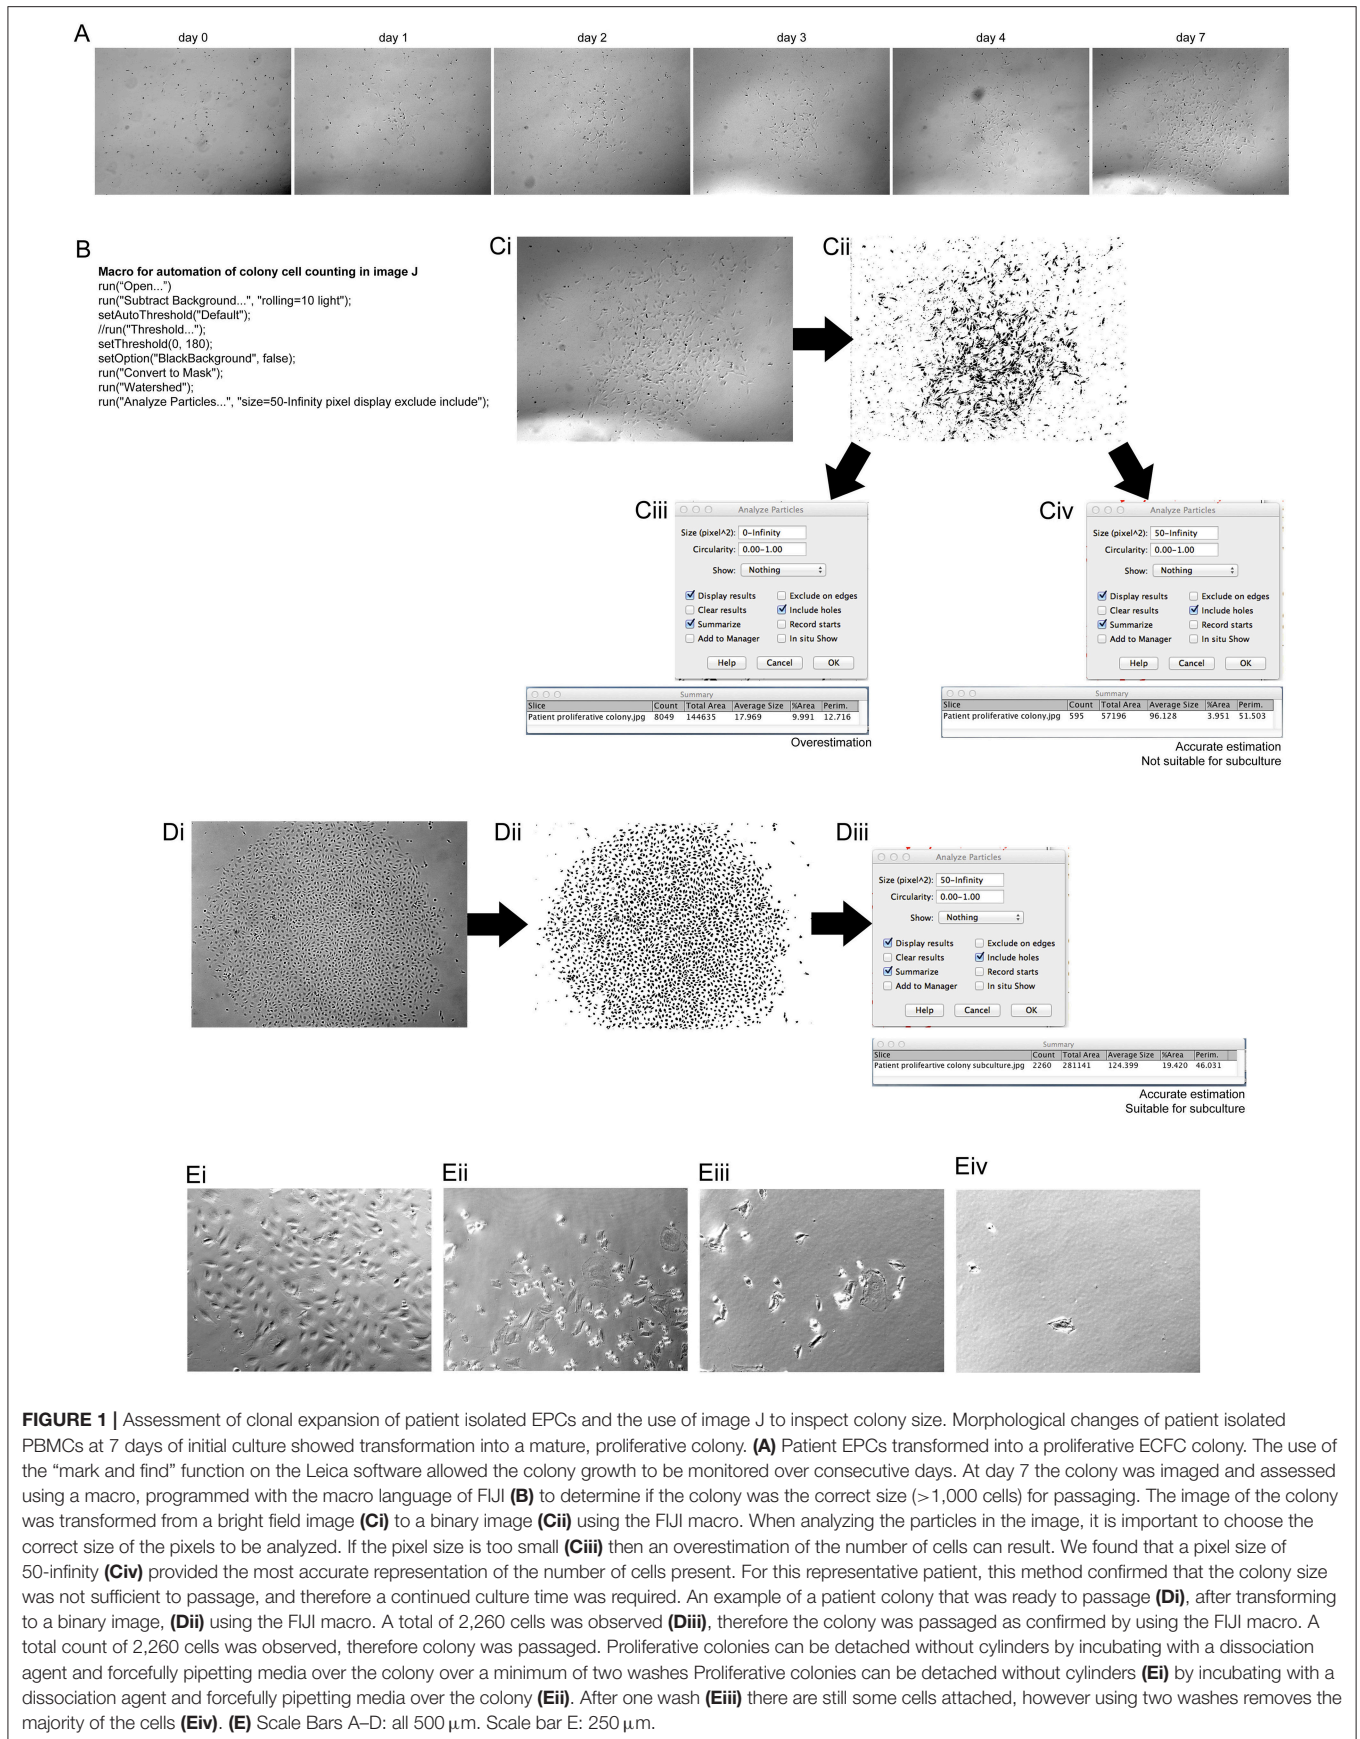 A
day 0
day 1
day 2
day 3
day 4
day 7
B
Macro for automation of colony cell counting in image J
run("Open...")
run("Subtract Background...", "rolling=10 light");
setAutoThreshold("Default");
//run("Threshold...");
setThreshold(0, 180);
setOption("BlackBackground", false);
run("Convert to Mask");
run("Watershed");
run("Analyze Particles...", "size=50-Infinity pixel display exclude include");
Ci
Cii
Ciii
Analyze Particles
Size (pixel^2): 0-Infinity
Circularity: 0.00-1.00
Show: Nothing
Display results Exclude on edges
Clear results Include holes
Summarize Record starts
Add to Manager In situ Show
Help Cancel OK
Summary
Slice Count Total Area Average Size %Area Perim.
Patient proliferative colony.jpg 8049 144635 17.969 9.991 12.716
Overestimation
Civ
Analyze Particles
Size (pixel^2): 50-Infinity
Circularity: 0.00-1.00
Show: Nothing
Display results Exclude on edges
Clear results Include holes
Summarize Record starts
Add to Manager In situ Show
Help Cancel OK
Summary
Slice Count Total Area Average Size %Area Perim.
Patient proliferative colony.jpg 595 57196 96.128 3.951 51.503
Accurate estimation
Not suitable for subculture
Di
Dii
Diii
Analyze Particles
Size (pixel^2): 50-Infinity
Circularity: 0.00-1.00
Show: Nothing
Display results Exclude on edges
Clear results Include holes
Summarize Record starts
Add to Manager In situ Show
Help Cancel OK
Summary
Slice Count Total Area Average Size %Area Perim.
Patient prolifeartive colony subculture.jpg 2260 281141 124.399 19.420 46.031
Accurate estimation
Suitable for subculture
Ei
Eii
Eiii
Eiv
FIGURE 1 | Assessment of clonal expansion of patient isolated EPCs and the use of image J to inspect colony size. Morphological changes of patient isolated
PBMCs at 7 days of initial culture showed transformation into a mature, proliferative colony. (A) Patient EPCs transformed into a proliferative ECFC colony. The use of
the “mark and find” function on the Leica software allowed the colony growth to be monitored over consecutive days. At day 7 the colony was imaged and assessed
using a macro, programmed with the macro language of FIJI (B) to determine if the colony was the correct size (>1,000 cells) for passaging. The image of the colony
was transformed from a bright field image (Ci) to a binary image (Cii) using the FIJI macro. When analyzing the particles in the image, it is important to choose the
correct size of the pixels to be analyzed. If the pixel size is too small (Ciii) then an overestimation of the number of cells can result. We found that a pixel size of
50-infinity (Civ) provided the most accurate representation of the number of cells present. For this representative patient, this method confirmed that the colony size
was not sufficient to passage, and therefore a continued culture time was required. An example of a patient colony that was ready to passage (Di), after transforming
to a binary image, (Dii) using the FIJI macro. A total of 2,260 cells was observed (Diii), therefore the colony was passaged as confirmed by using the FIJI macro. A
total count of 2,260 cells was observed, therefore colony was passaged. Proliferative colonies can be detached without cylinders by incubating with a dissociation
agent and forcefully pipetting media over the colony over a minimum of two washes Proliferative colonies can be detached without cylinders (Ei) by incubating with a
dissociation agent and forcefully pipetting media over the colony (Eii). After one wash (Eiii) there are still some cells attached, however using two washes removes the
majority of the cells (Eiv). (E) Scale Bars A–D: all 500 μm. Scale bar E: 250 μm.